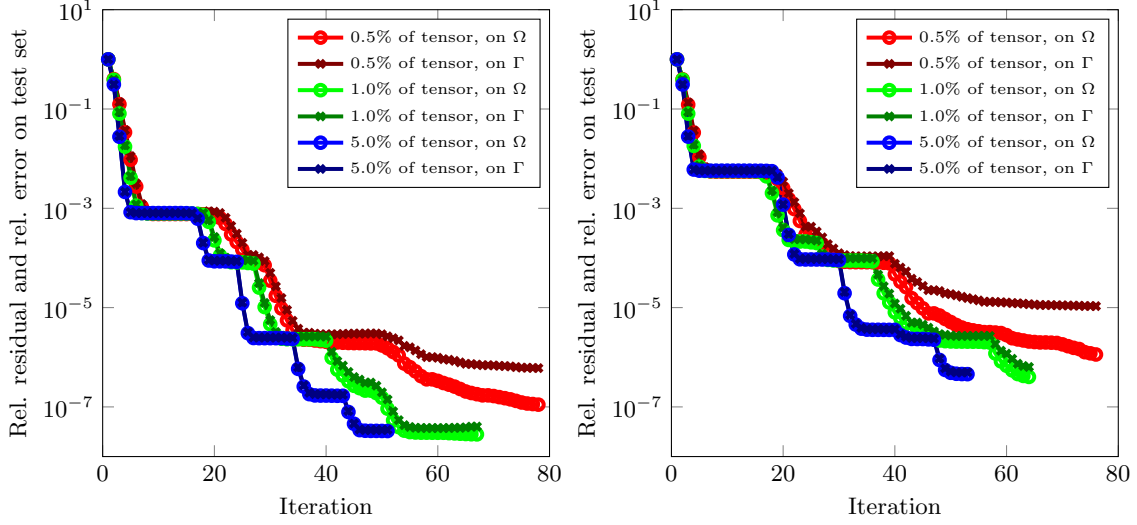 Rel. residual and rel. error on test set
10^1
10^-1
10^-3
10^-5
10^-7
0
20
40
60
80
Iteration
0.5% of tensor, on Ω
0.5% of tensor, on Γ
1.0% of tensor, on Ω
1.0% of tensor, on Γ
5.0% of tensor, on Ω
5.0% of tensor, on Γ
Rel. residual and rel. error on test set
10^1
10^-1
10^-3
10^-5
10^-7
0
20
40
60
80
Iteration
0.5% of tensor, on Ω
0.5% of tensor, on Γ
1.0% of tensor, on Ω
1.0% of tensor, on Γ
5.0% of tensor, on Ω
5.0% of tensor, on Γ